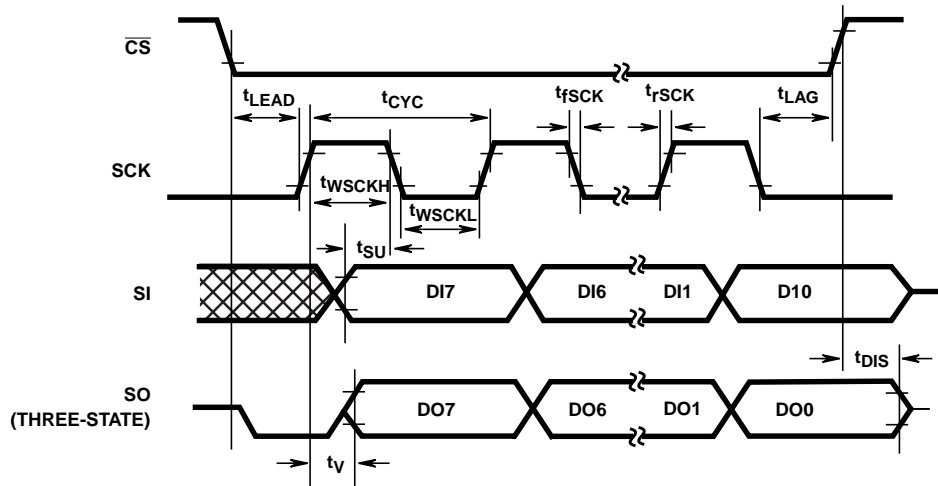 CS
tLEAD
tCYC
tfSCK
trSCK
tLAG
SCK
tWSCKH
tWSCKL
tSU
SI
DI7
DI6
DI1
D10
tDIS
SO
(THREE-STATE)
DO7
DO6
DO1
DO0
tV